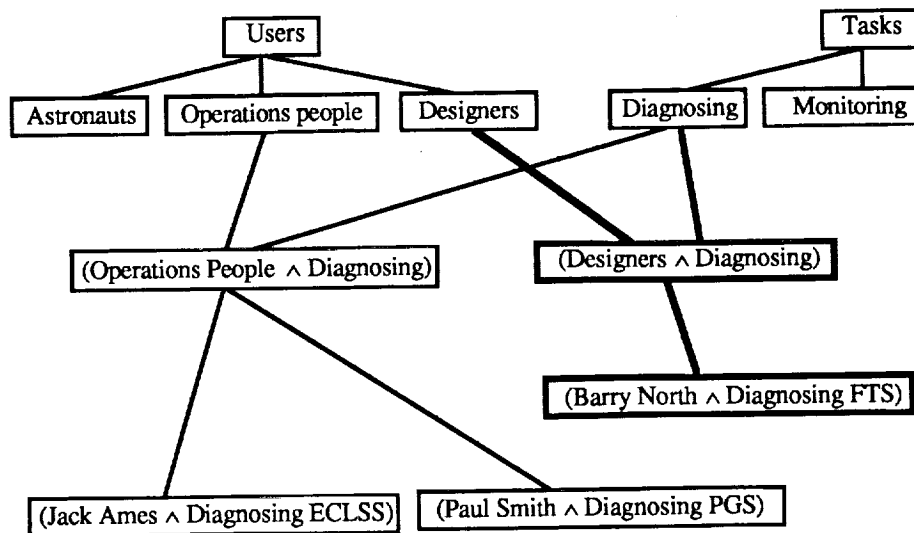 Users
Tasks
Astronauts
Operations people
Designers
Diagnosing
Monitoring
(Operations People ∧ Diagnosing)
(Designers ∧ Diagnosing)
(Barry North ∧ Diagnosing FTS)
(Jack Ames ∧ Diagnosing ECLSS)
(Paul Smith ∧ Diagnosing PGS)